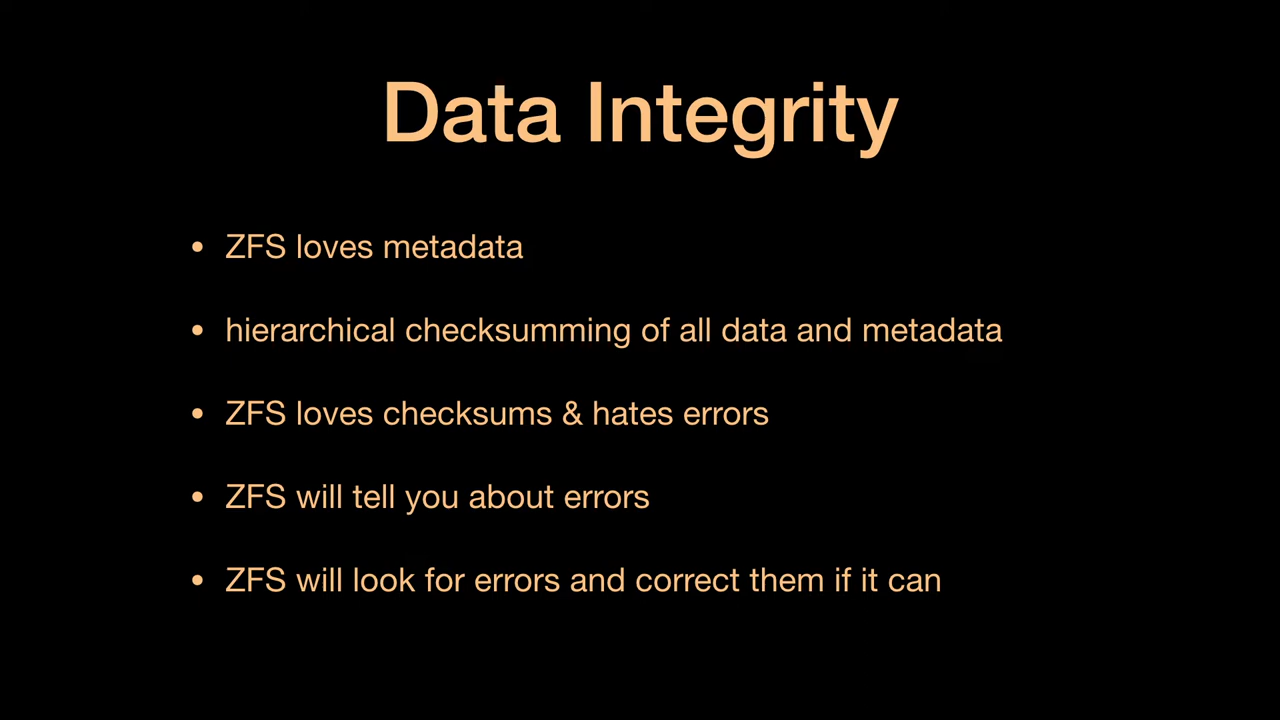 Data Integrity
• ZFS loves metadata
• hierarchical checksumming of all data and metadata
• ZFS loves checksums & hates errors
• ZFS will tell you about errors
• ZFS will look for errors and correct them if it can